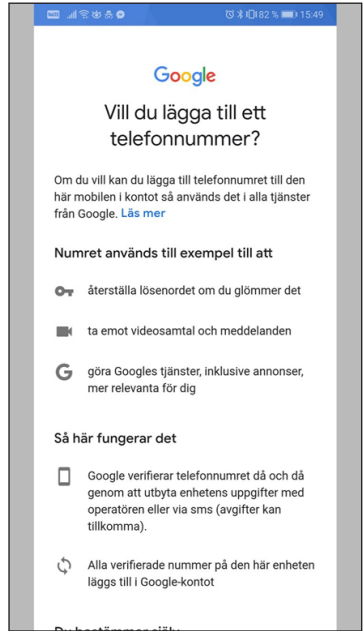 82 % 15:49
Google
Vill du lägga till ett
telefonnummer?
Om du vill kan du lägga till telefonnumret till den
här mobilen i kontot så används det i alla tjänster
från Google. Läs mer
Numret används till exempel till att
återställa lösenordet om du glömmer det
ta emot videosamtal och meddelanden
göra Googles tjänster, inklusive annonser,
mer relevanta för dig
Så här fungerar det
Google verifierar telefonnumret då och då
genom att utbyta enhetens uppgifter med
operatören eller via sms (avgifter kan
tillkomma).
Alla verifierade nummer på den här enheten
läggs till i Google-kontot
Du bestämmer själv